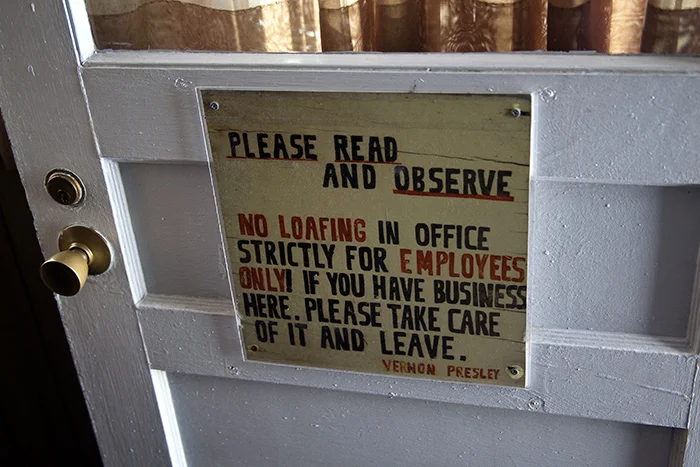 PLEASE READ
AND OBSERVE
NO LOAFING IN OFFICE
STRICTLY FOR EMPLOYEES
ONLY! IF YOU HAVE BUSINESS
HERE. PLEASE TAKE CARE
OF IT AND LEAVE.
VERNON PRESLEY